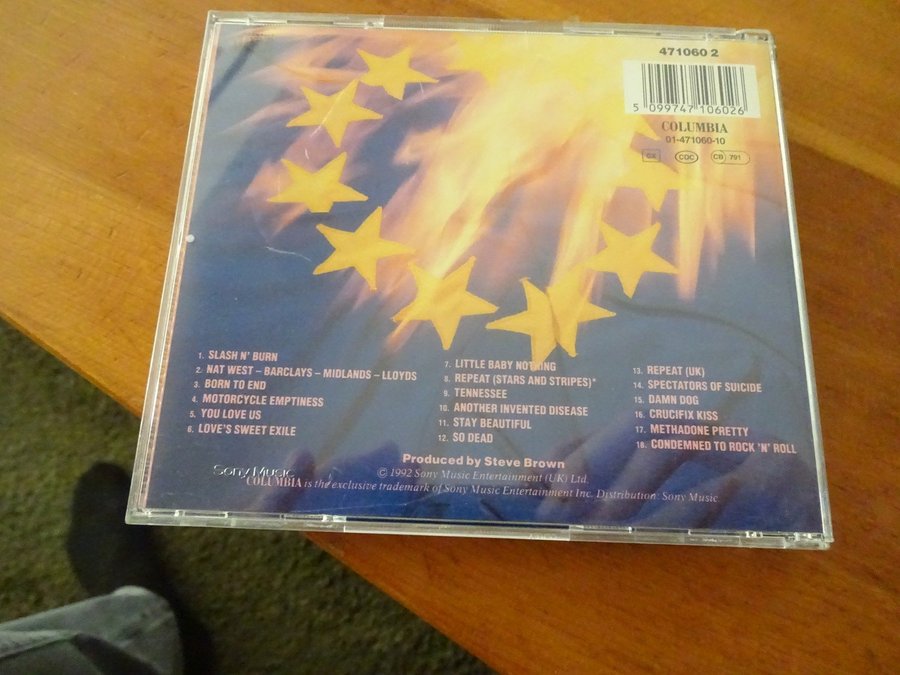 471060 2
5 099747 106026
COLUMBIA
01-471060-10
GX COC CB 791
1. SLASH N' BURN
2. NAT WEST – BARCLAYS – MIDLANDS – LLOYDS
3. BORN TO END
4. MOTORCYCLE EMPTINESS
5. YOU LOVE US
6. LOVE'S SWEET EXILE
7. LITTLE BABY NOTHING
8. REPEAT (STARS AND STRIPES)*
9. TENNESSEE
10. ANOTHER INVENTED DISEASE
11. STAY BEAUTIFUL
12. SO DEAD
13. REPEAT (UK)
14. SPECTATORS OF SUICIDE
15. DAMN DOG
16. CRUCIFIX KISS
17. METHADONE PRETTY
18. CONDEMNED TO ROCK 'N' ROLL
Produced by Steve Brown
© 1992 Sony Music Entertainment (UK) Ltd.
Sony Music
COLUMBIA is the exclusive trademark of Sony Music Entertainment Inc. Distribution: Sony Music